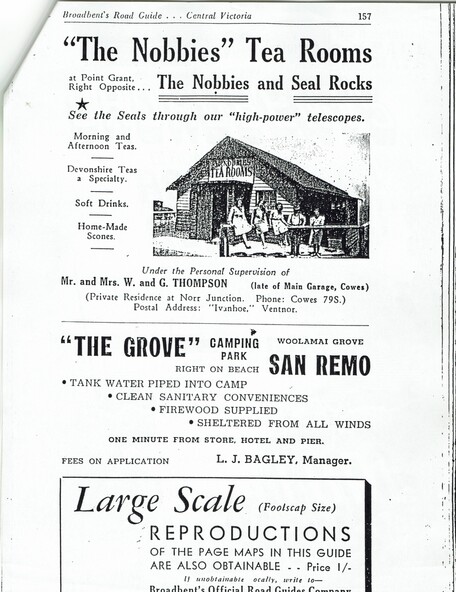 Broadbent's Road Guide . . . Central Victoria 157
"The Nobbies" Tea Rooms
at Point Grant,
Right Opposite . . . The Nobbies and Seal Rocks
See the Seals through our "high-power" telescopes.
Morning and
Afternoon Teas.
Devonshire Teas
a Specialty.
Soft Drinks.
Home-Made
Scones.
TEA ROOMS
Under the Personal Supervision of
Mr. and Mrs. W. and G. THOMPSON (late of Main Garage, Cowes)
(Private Residence at Norr Junction. Phone: Cowes 79S.)
Postal Address: "Ivanhoe," Ventnor.
"THE GROVE" CAMPING PARK WOOLAMAI GROVE
RIGHT ON BEACH SAN REMO
• TANK WATER PIPED INTO CAMP
• CLEAN SANITARY CONVENIENCES
• FIREWOOD SUPPLIED
• SHELTERED FROM ALL WINDS
ONE MINUTE FROM STORE, HOTEL AND PIER.
FEES ON APPLICATION L. J. BAGLEY, Manager.
Large Scale (Foolscap Size)
REPRODUCTIONS
OF THE PAGE MAPS IN THIS GUIDE
ARE ALSO OBTAINABLE - - Price 1/-
If unobtainable ocally, write to—
Broadbent's Official Road Guides Company